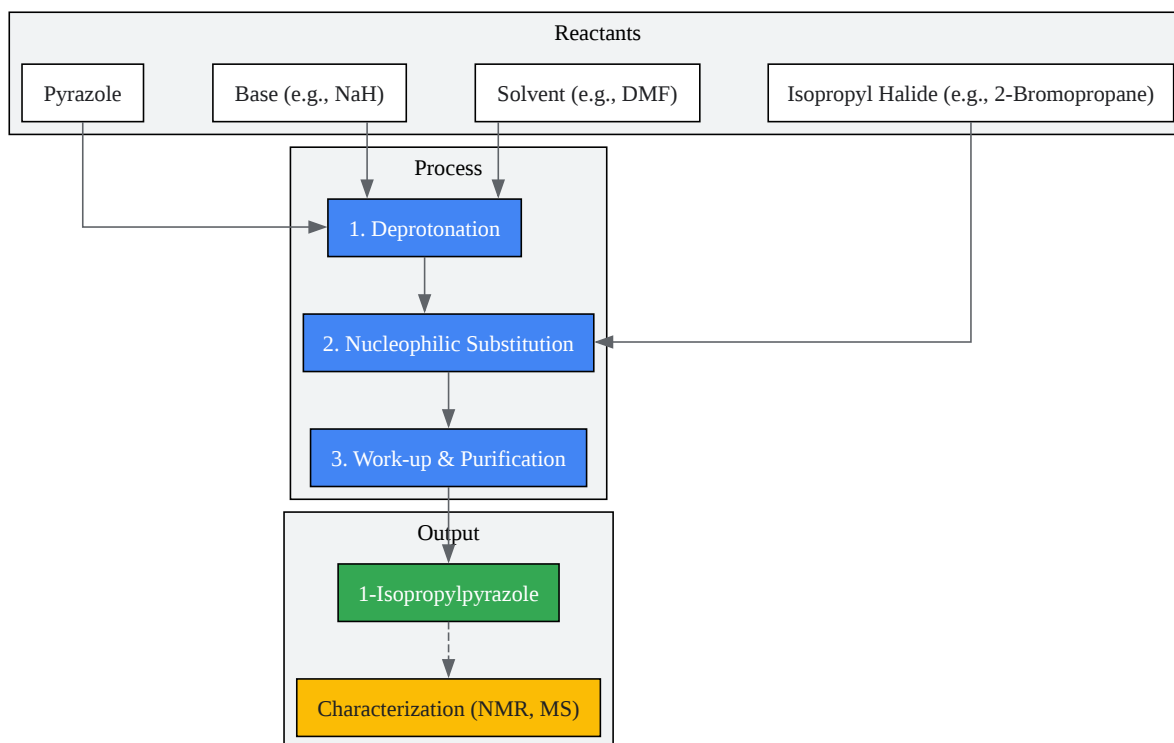 Reactants
Pyrazole
Base (e.g., NaH)
Solvent (e.g., DMF)
Isopropyl Halide (e.g., 2-Bromopropane)
Process
1. Deprotonation
2. Nucleophilic Substitution
3. Work-up & Purification
Output
1-Isopropylpyrazole
Characterization (NMR, MS)